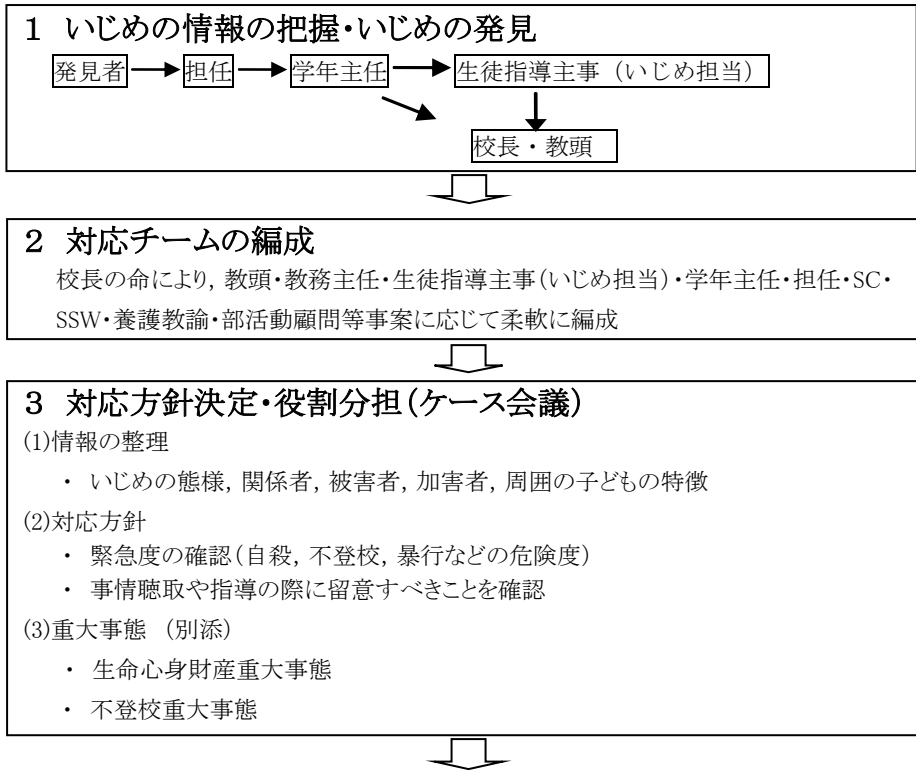 1 いじめの情報の把握・いじめの発見
発見者 担任 学年主任 生徒指導主事（いじめ担当）
校長・教頭
2 対応チームの編成
校長の命により, 教頭・教務主任・生徒指導主事(いじめ担当)・学年主任・担任・SC・
SSW・養護教諭・部活動顧問等事案に応じて柔軟に編成
3 対応方針決定・役割分担(ケース会議)
(1)情報の整理
・ いじめの態様, 関係者, 被害者, 加害者, 周囲の子どもの特徴
(2)対応方針
・ 緊急度の確認(自殺, 不登校, 暴行などの危険度)
・ 事情聴取や指導の際に留意すべきことを確認
(3)重大事態 (別添)
・ 生命心身財産重大事態
・ 不登校重大事態